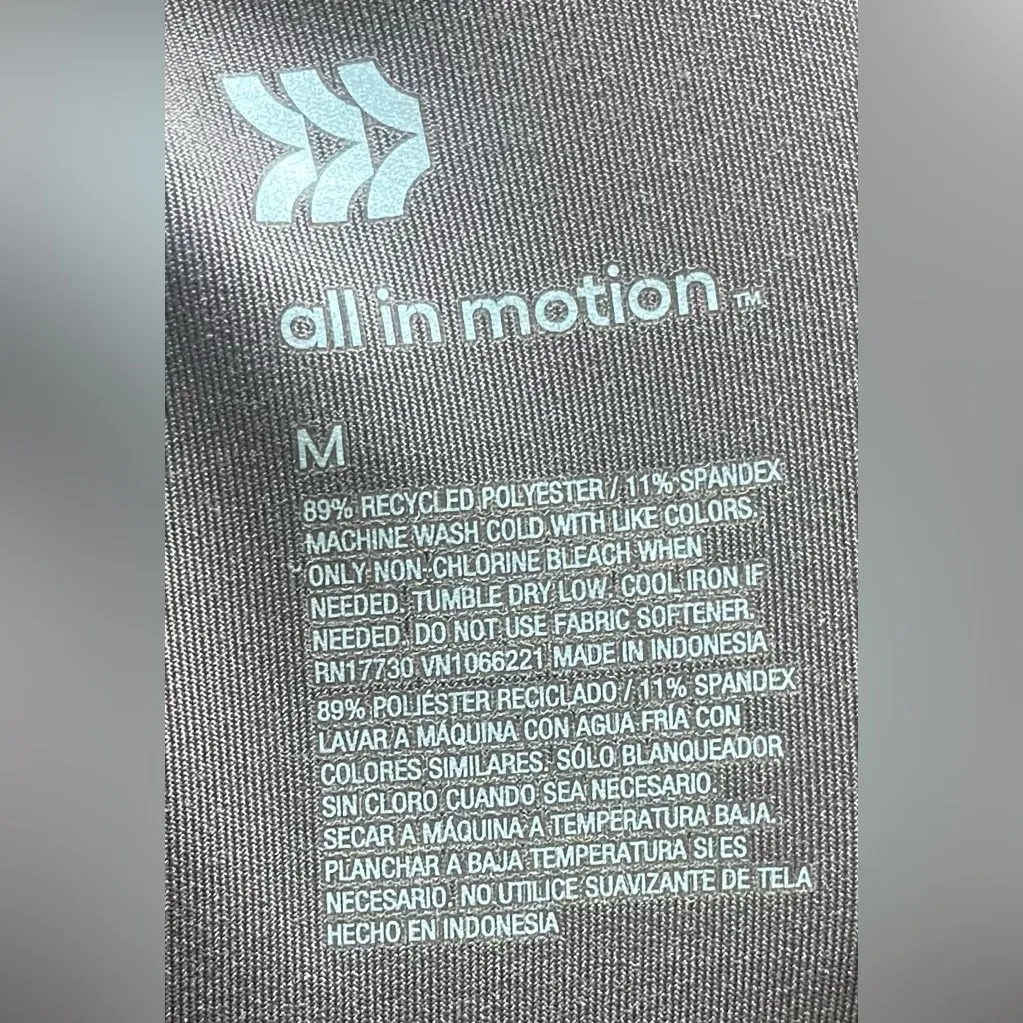 all in motion™
M
89% RECYCLED POLYESTER / 11% SPANDEX
MACHINE WASH COLD WITH LIKE COLORS.
ONLY NON-CHLORINE BLEACH WHEN
NEEDED. TUMBLE DRY LOW. COOL IRON IF
NEEDED. DO NOT USE FABRIC SOFTENER.
RN17730 VN1066221 MADE IN INDONESIA
89% POLIÉSTER RECICLADO / 11% SPANDEX
LAVAR A MÁQUINA CON AGUA FRÍA CON
COLORES SIMILARES. SÓLO BLANQUEADOR
SIN CLORO CUANDO SEA NECESARIO.
SECAR A MÁQUINA A TEMPERATURA BAJA.
PLANCHAR A BAJA TEMPERATURA SI ES
NECESARIO. NO UTILICE SUAVIZANTE DE TELA
HECHO EN INDONESIA